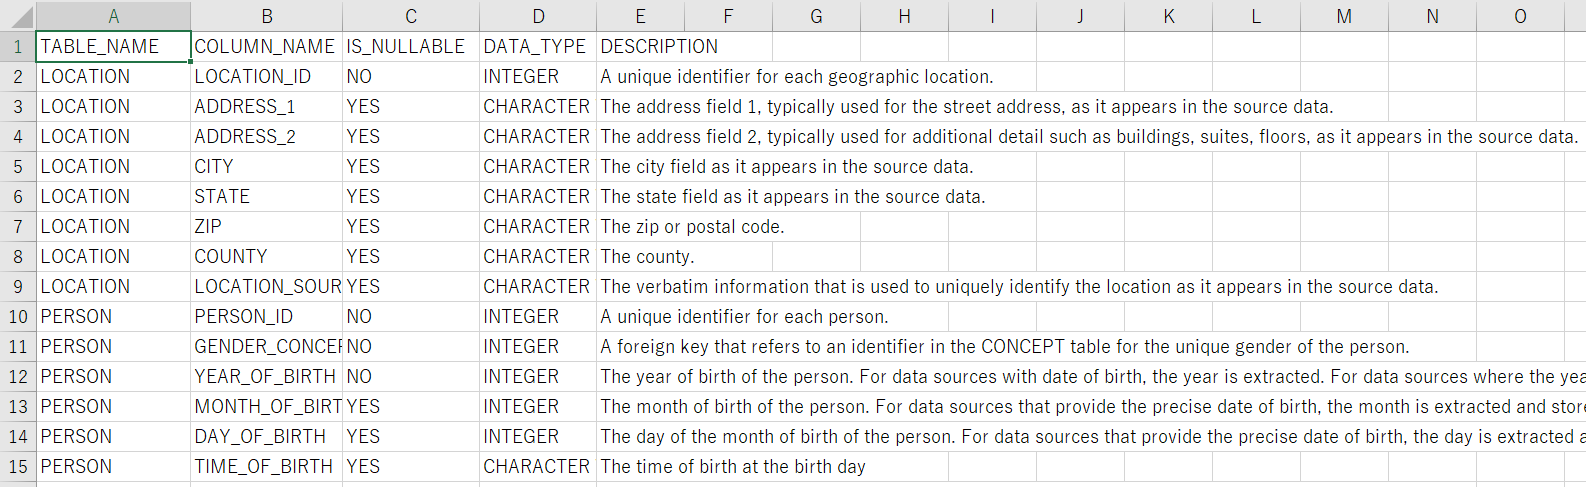 A B C D E F G H I J K L M N O
1 TABLE_NAME COLUMN_NAME IS_NULLABLE DATA_TYPE DESCRIPTION
2 LOCATION LOCATION_ID NO INTEGER A unique identifier for each geographic location.
3 LOCATION ADDRESS_1 YES CHARACTER The address field 1, typically used for the street address, as it appears in the source data.
4 LOCATION ADDRESS_2 YES CHARACTER The address field 2, typically used for additional detail such as buildings, suites, floors, as it appears in the source data.
5 LOCATION CITY YES CHARACTER The city field as it appears in the source data.
6 LOCATION STATE YES CHARACTER The state field as it appears in the source data.
7 LOCATION ZIP YES CHARACTER The zip or postal code.
8 LOCATION COUNTY YES CHARACTER The county.
9 LOCATION LOCATION_SOUR YES CHARACTER The verbatim information that is used to uniquely identify the location as it appears in the source data.
10 PERSON PERSON_ID NO INTEGER A unique identifier for each person.
11 PERSON GENDER_CONCE NO INTEGER A foreign key that refers to an identifier in the CONCEPT table for the unique gender of the person.
12 PERSON YEAR_OF_BIRTH NO INTEGER The year of birth of the person. For data sources with date of birth, the year is extracted. For data sources where the yea
13 PERSON MONTH_OF_BIRT YES INTEGER The month of birth of the person. For data sources that provide the precise date of birth, the month is extracted and store
14 PERSON DAY_OF_BIRTH YES INTEGER The day of the month of birth of the person. For data sources that provide the precise date of birth, the day is extracted a
15 PERSON TIME_OF_BIRTH YES CHARACTER The time of birth at the birth day